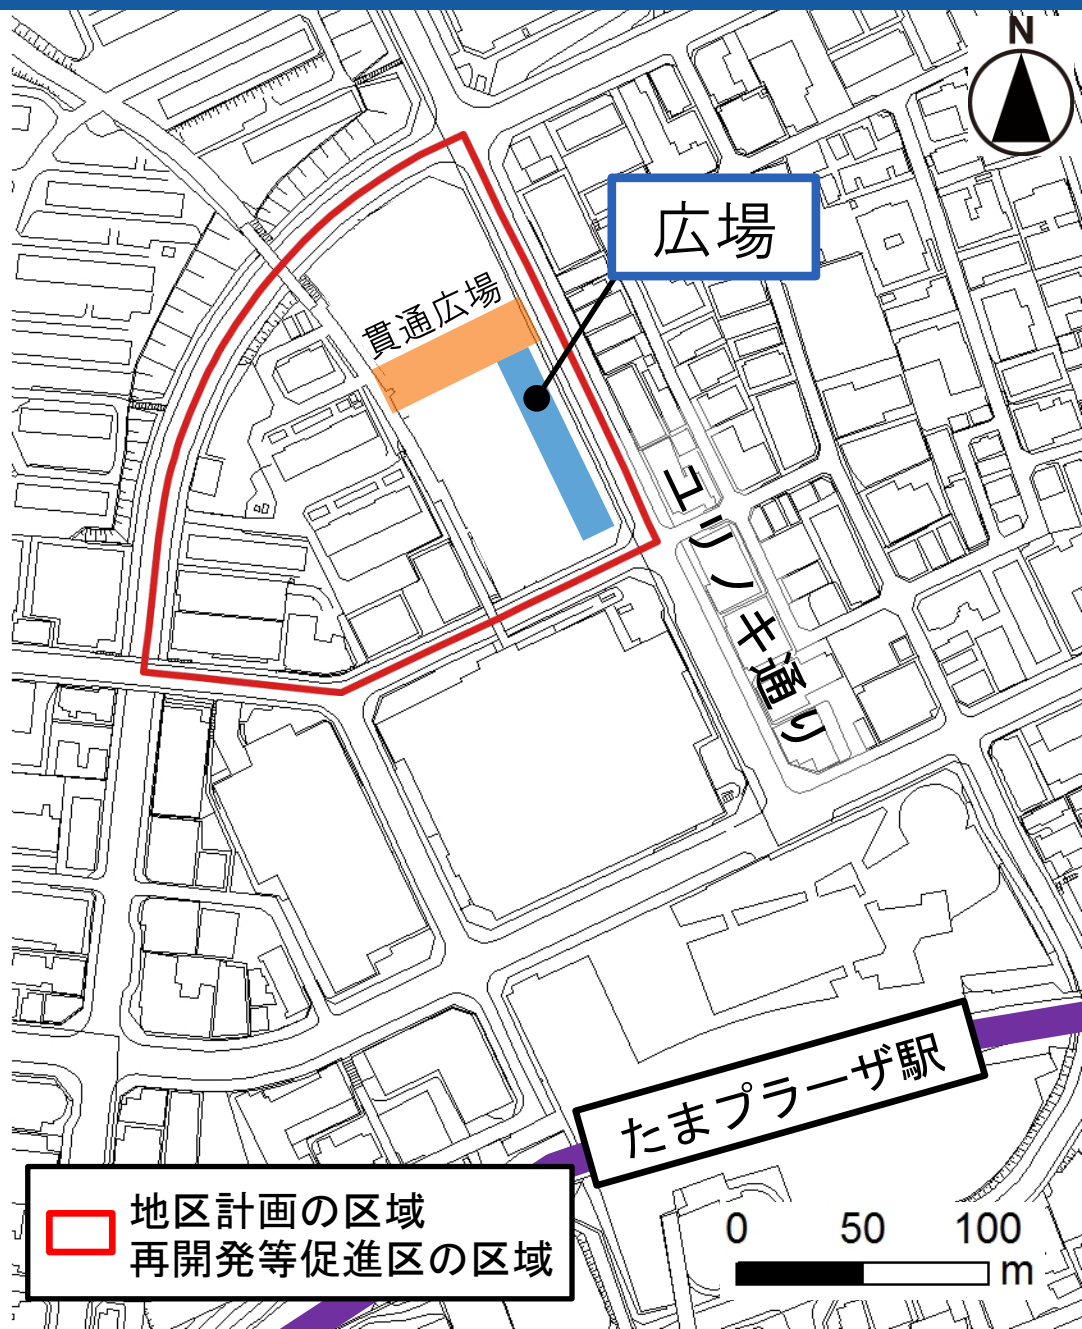 N
広場
貫通広場
ユリノキ通り
たまプラーザ駅
地区計画の区域
再開発等促進区の区域
0 50 100
m